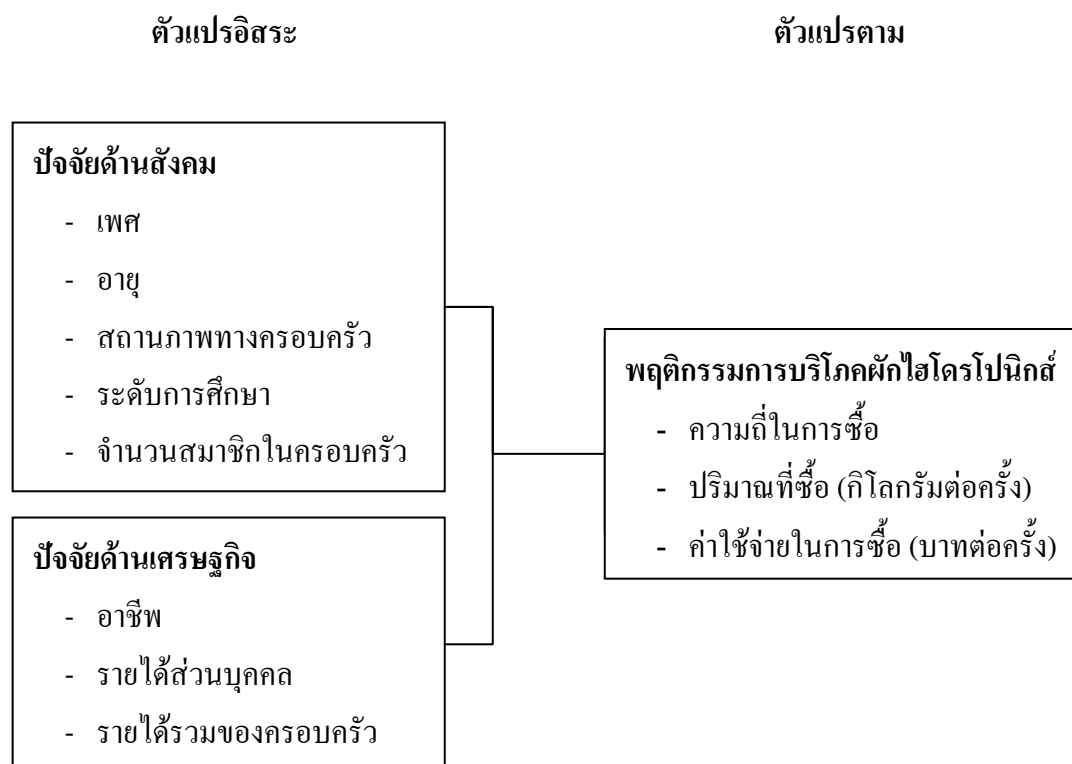 ตัวแปรอิสระ
ตัวแปรตาม
ปัจจัยด้านสังคม
- เพศ
- อายุ
- สถานภาพทางครอบครัว
- ระดับการศึกษา
- จำนวนสมาชิกในครอบครัว
ปัจจัยด้านเศรษฐกิจ
- อาชีพ
- รายได้ส่วนบุคคล
- รายได้รวมของครอบครัว
พฤติกรรมการบริโภคผักไฮโดรโปนิกส์
- ความถี่ในการซื้อ
- ปริมาณที่ซื้อ (กิโลกรัมต่อครั้ง)
- ค่าใช้จ่ายในการซื้อ (บาทต่อครั้ง)